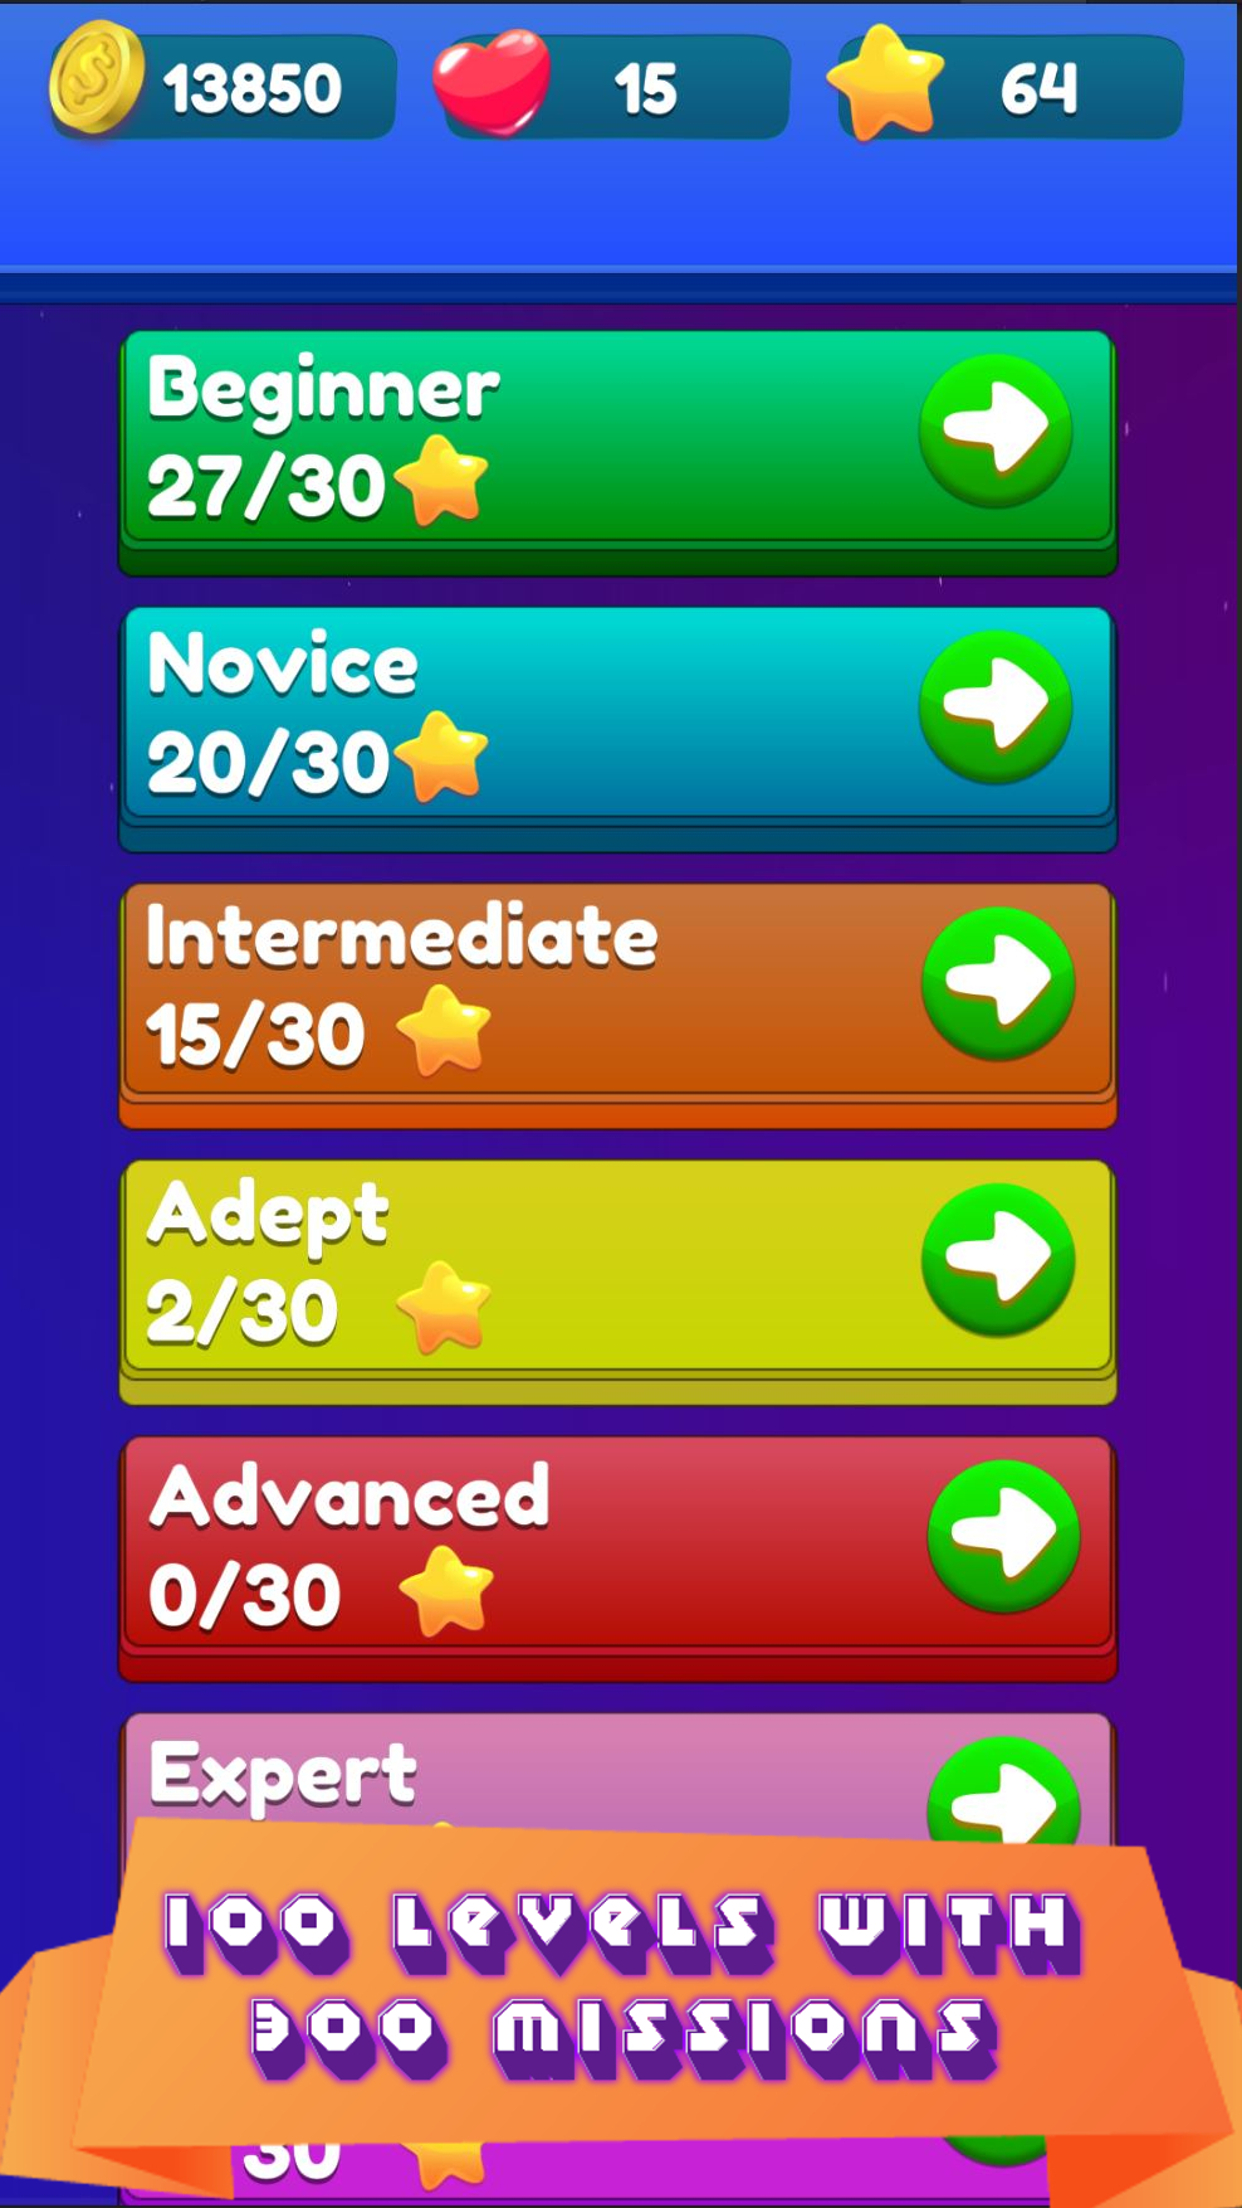 13850 15 64
Beginner
27/30
Novice
20/30
Intermediate
15/30
Adept
2/30
Advanced
0/30
Expert
100 LEVELS WITH
300 MISSIONS
30